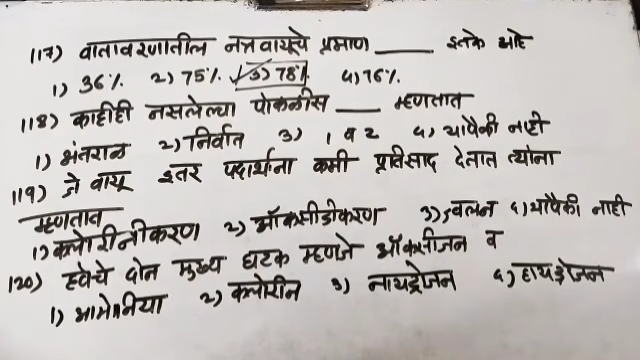 117) वातावरणातील नत्र वायूचे प्रमाण ____ इतके आहे
1) 36%. 2) 75%. 3) 78%. 4) 76%.
118) काहीही नसलेल्या पोकळीस ____ म्हणतात
1) अंतराळ 2) निर्वात 3) 1 व 2 4) यापैकी नाही
119) जे वायू इतर पदार्थांना कमी प्रतिसाद देतात त्यांना
म्हणतात
1) क्लोरीनीकरण 2) ऑक्सीडीकरण 3) ज्वलन 4) यापैकी नाही
120) हवेचे दोन मुख्य घटक म्हणजे ऑक्सीजन व
1) अमोनीया 2) क्लोरीन 3) नायट्रोजन 4) हायड्रोजन